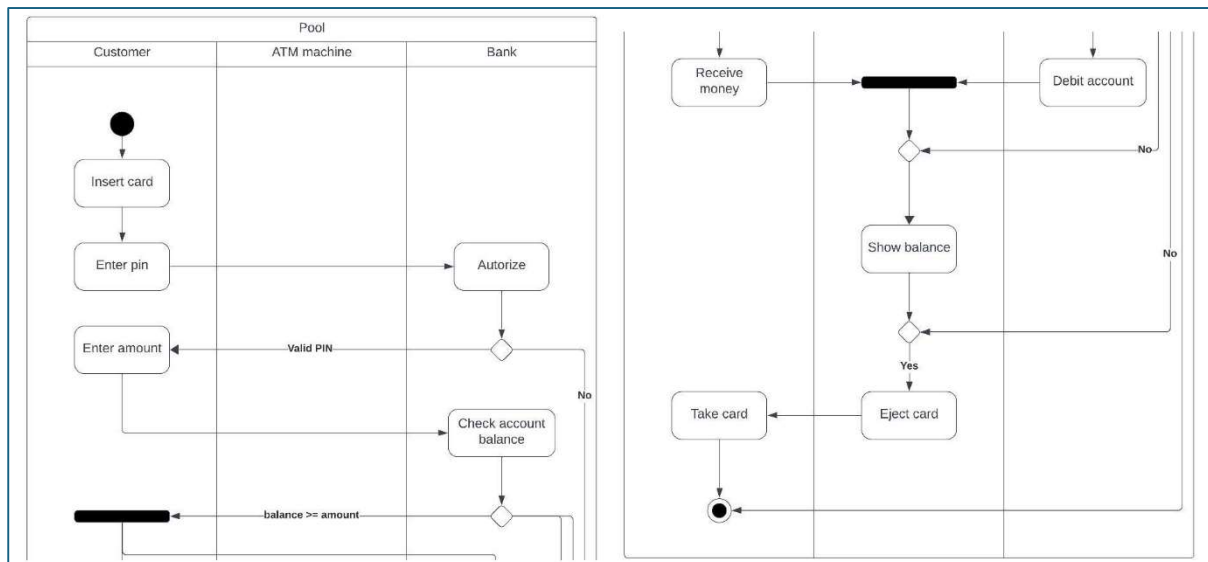 Pool
Customer
ATM machine
Bank
Insert card
Enter pin
Autorize
Enter amount
Valid PIN
No
Check account
balance
balance >= amount
Receive
money
Debit account
No
Show balance
No
Yes
Take card
Eject card